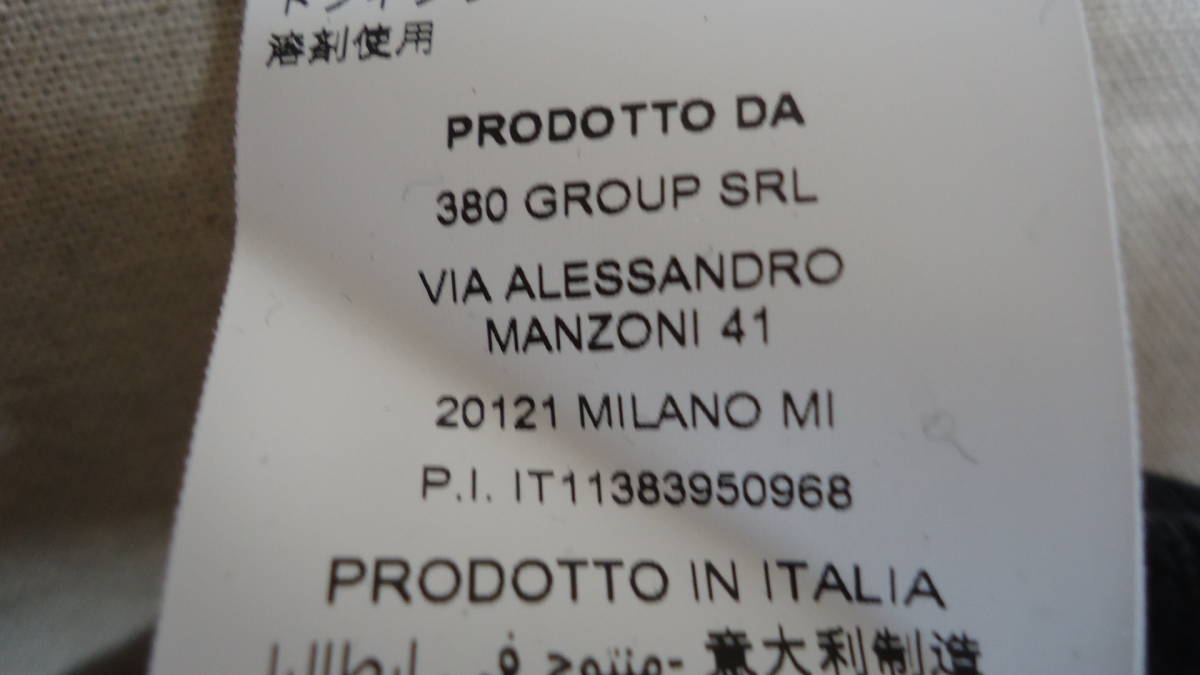 溶剤使用
PRODOTTO DA
380 GROUP SRL
VIA ALESSANDRO
MANZONI 41
20121 MILANO MI
P.I. IT11383950968
PRODOTTO IN ITALIA
意大利制造